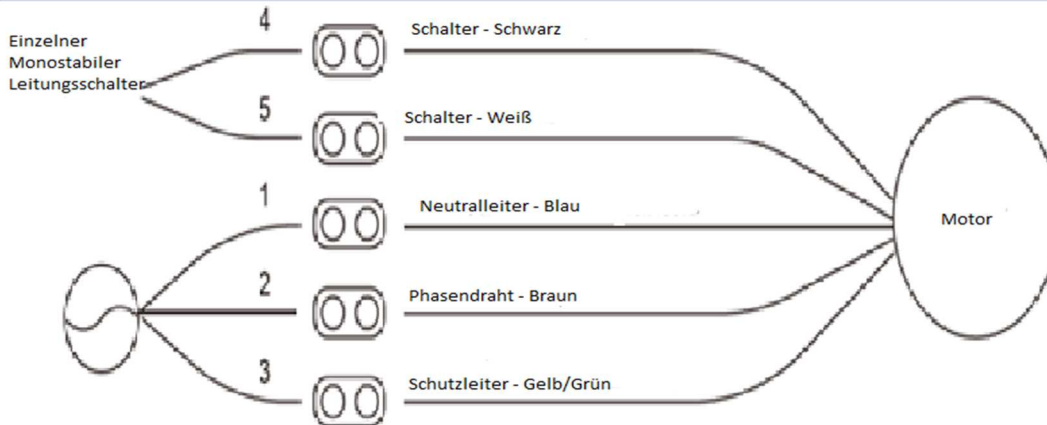 4
Schalter - Schwarz
Einzelner
Monostabiler
Leitungsschalter
5
Schalter - Weiß
1
Neutralleiter - Blau
Motor
2
Phasendraht - Braun
3
Schutzleiter - Gelb/Grün